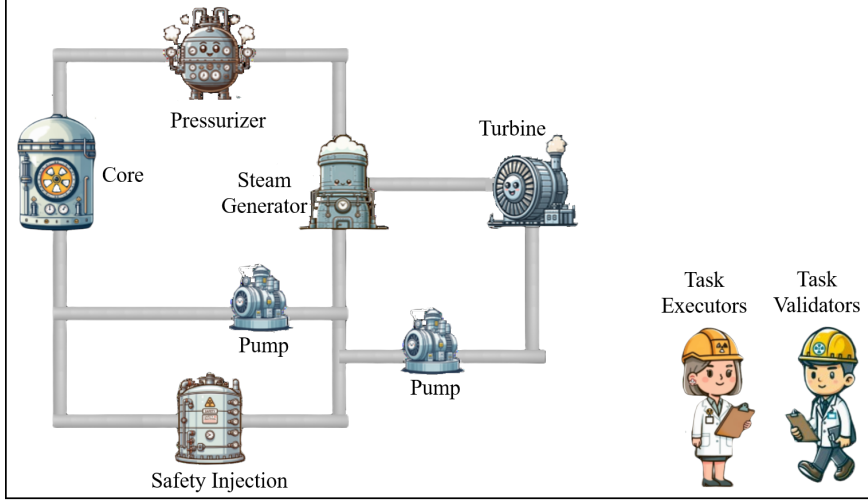 Pressurizer
Turbine
Core
Steam
Generator
Task
Executors
Task
Validators
Pump
Pump
Safety Injection